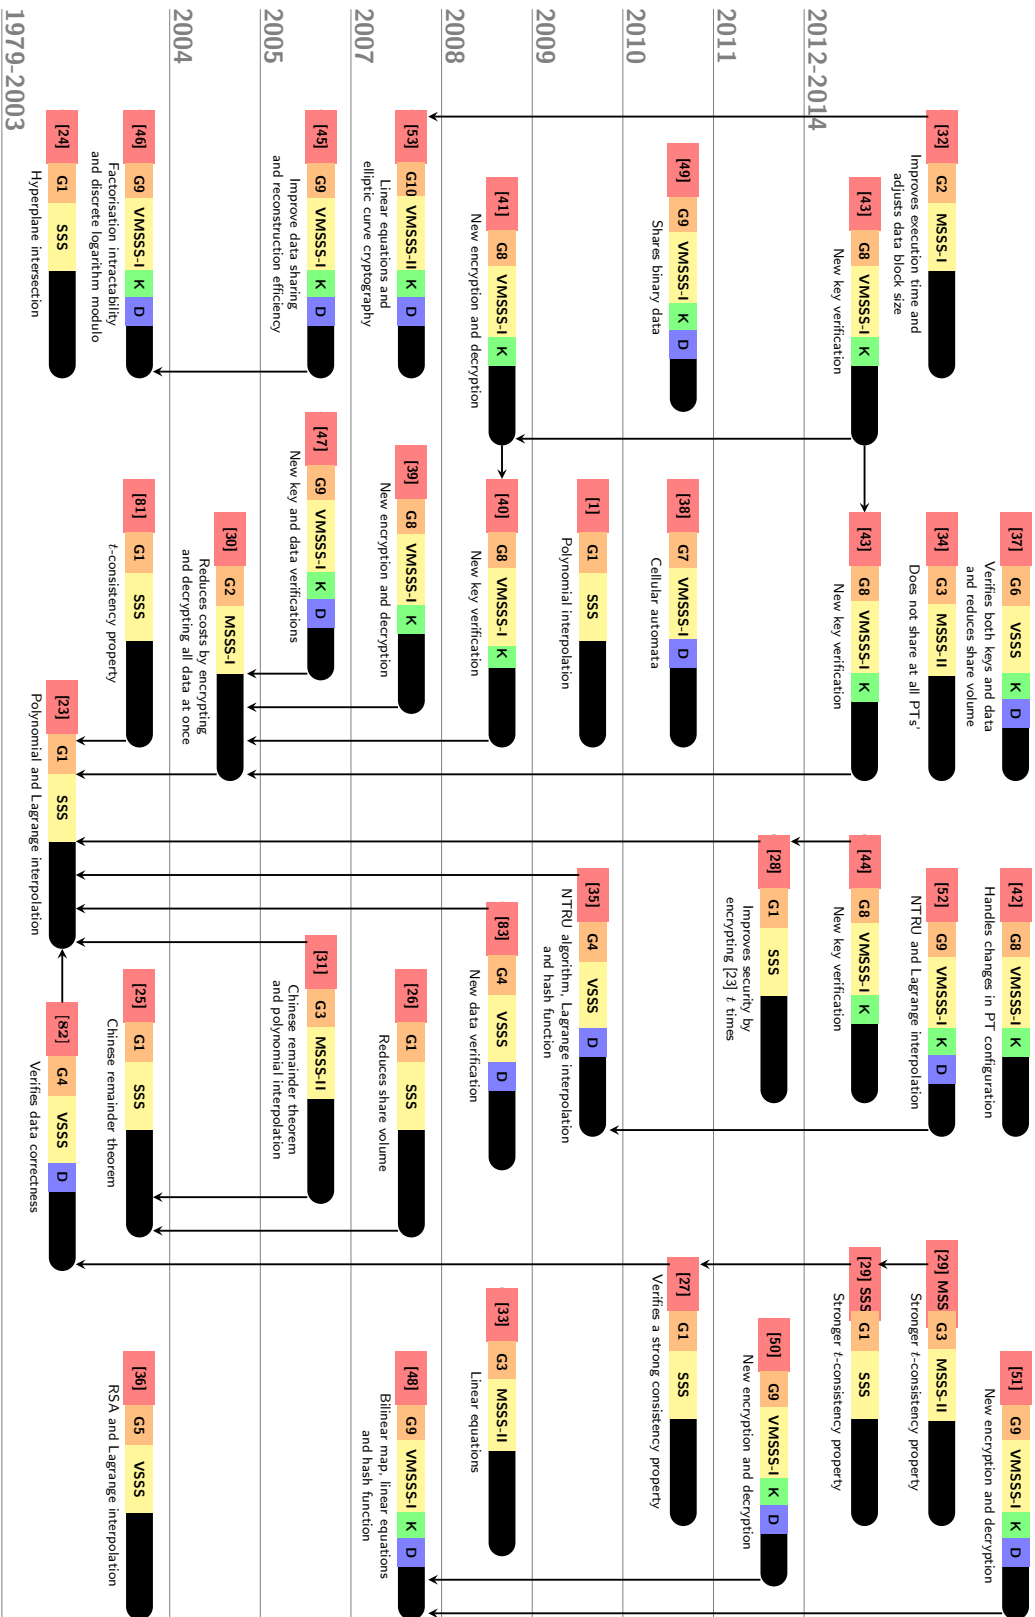 1979-2003
[24] G1 SSS
Hyperplane intersection
[46] G9 VMSSS-I K D
Factorisation intractability
and discrete logarithm modulo
[81] G1 SSS
t-consistency property
[23] G1 SSS
Polynomial and Lagrange interpolation
[25] G1 SSS
Chinese remainder theorem
[82] G4 VSSS D
Verifies data correctness
[36] G5 VSSS
RSA and Lagrange interpolation
2004
[30] G2 MSSS-I
Reduces costs by encrypting
and decrypting all data at once
2005
[45] G9 VMSSS-I K D
Improve data sharing
and reconstruction efficiency
[47] G9 VMSSS-I K D
New key and data verifications
[31] G3 MSSS-II
Chinese remainder theorem
and polynomial interpolation
2007
[53] G10 VMSSS-II K D
Linear equations and
elliptic curve cryptography
[39] G8 VMSSS-I K
New encryption and decryption
[26] G1 SSS
Reduces share volume
[48] G9 VMSSS-I K D
Bilinear map, linear equations
and hash function
2008
[41] G8 VMSSS-I K
New encryption and decryption
[40] G8 VMSSS-I K
New key verification
[83] G4 VSSS D
New data verification
[33] G3 MSSS-II
Linear equations
2009
[1] G1 SSS
Polynomial interpolation
[35] G4 VSSS D
NTRU algorithm, Lagrange interpolation
and hash function
2010
[49] G9 VMSSS-I K D
Shares binary data
[38] G7 VMSSS-I D
Cellular automata
[27] G1 SSS
Verifies a strong consistency property
2011
[28] G1 SSS
Improves security by
encrypting [23] t times
[50] G9 VMSSS-I K D
New encryption and decryption
2012-2014
[43] G8 VMSSS-I K
New key verification
[43] G8 VMSSS-I K
New key verification
[44] G8 VMSSS-I K
New key verification
[29] SSS G1 SSS
Stronger t-consistency property
[32] G2 MSSS-I
Improves execution time and
adjusts data block size
[34] G3 MSSS-II
Does not share at all PTs'
[52] G9 VMSSS-I K D
NTRU and Lagrange interpolation
[29] MSS G3 MSSS-II
Stronger t-consistency property
[37] G6 VSSS K D
Verifies both keys and data
and reduces share volume
[42] G8 VMSSS-I K
Handles changes in PT configuration
[51] G9 VMSSS-I K D
New encryption and decryption